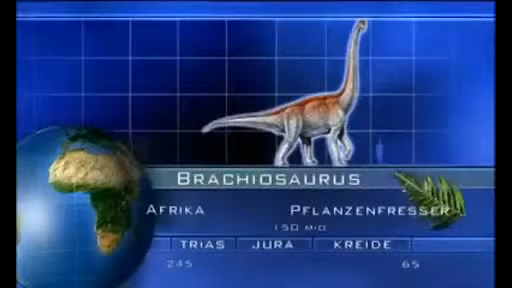 BRACHIOSAURUS
AFRIKA PFLANZENFRESSER
150 MIO
TRIAS JURA KREIDE
245 65